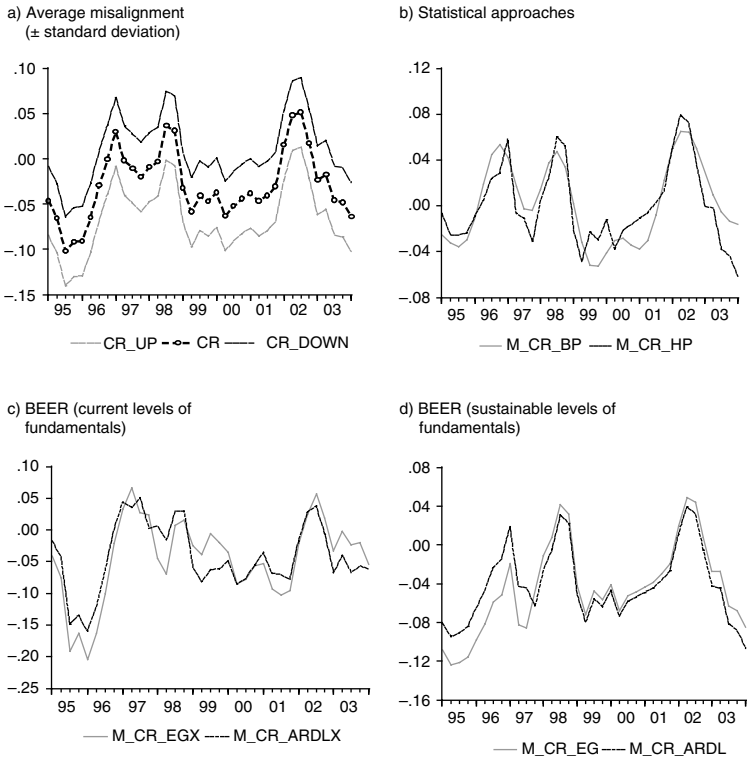 a) Average misalignment
(± standard deviation)
.10
.05
.00
–.05
–.10
–.15
95 96 97 98 99 00 01 02 03
CR_UP CR CR_DOWN
b) Statistical approaches
.12
.08
.04
.00
–.04
–.08
95 96 97 98 99 00 01 02 03
M_CR_BP M_CR_HP
c) BEER (current levels of
fundamentals)
.10
.05
.00
–.05
–.10
–.15
–.20
–.25
95 96 97 98 99 00 01 02 03
M_CR_EGX M_CR_ARDLX
d) BEER (sustainable levels of
fundamentals)
.08
.04
.00
–.04
–.08
–.12
–.16
95 96 97 98 99 00 01 02 03
M_CR_EG M_CR_ARDL